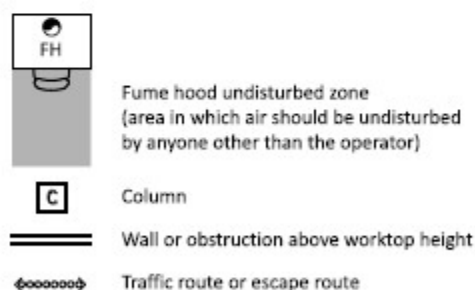 FH
Fume hood undisturbed zone
(area in which air should be undisturbed
by anyone other than the operator)
C
Column
Wall or obstruction above worktop height
Traffic route or escape route